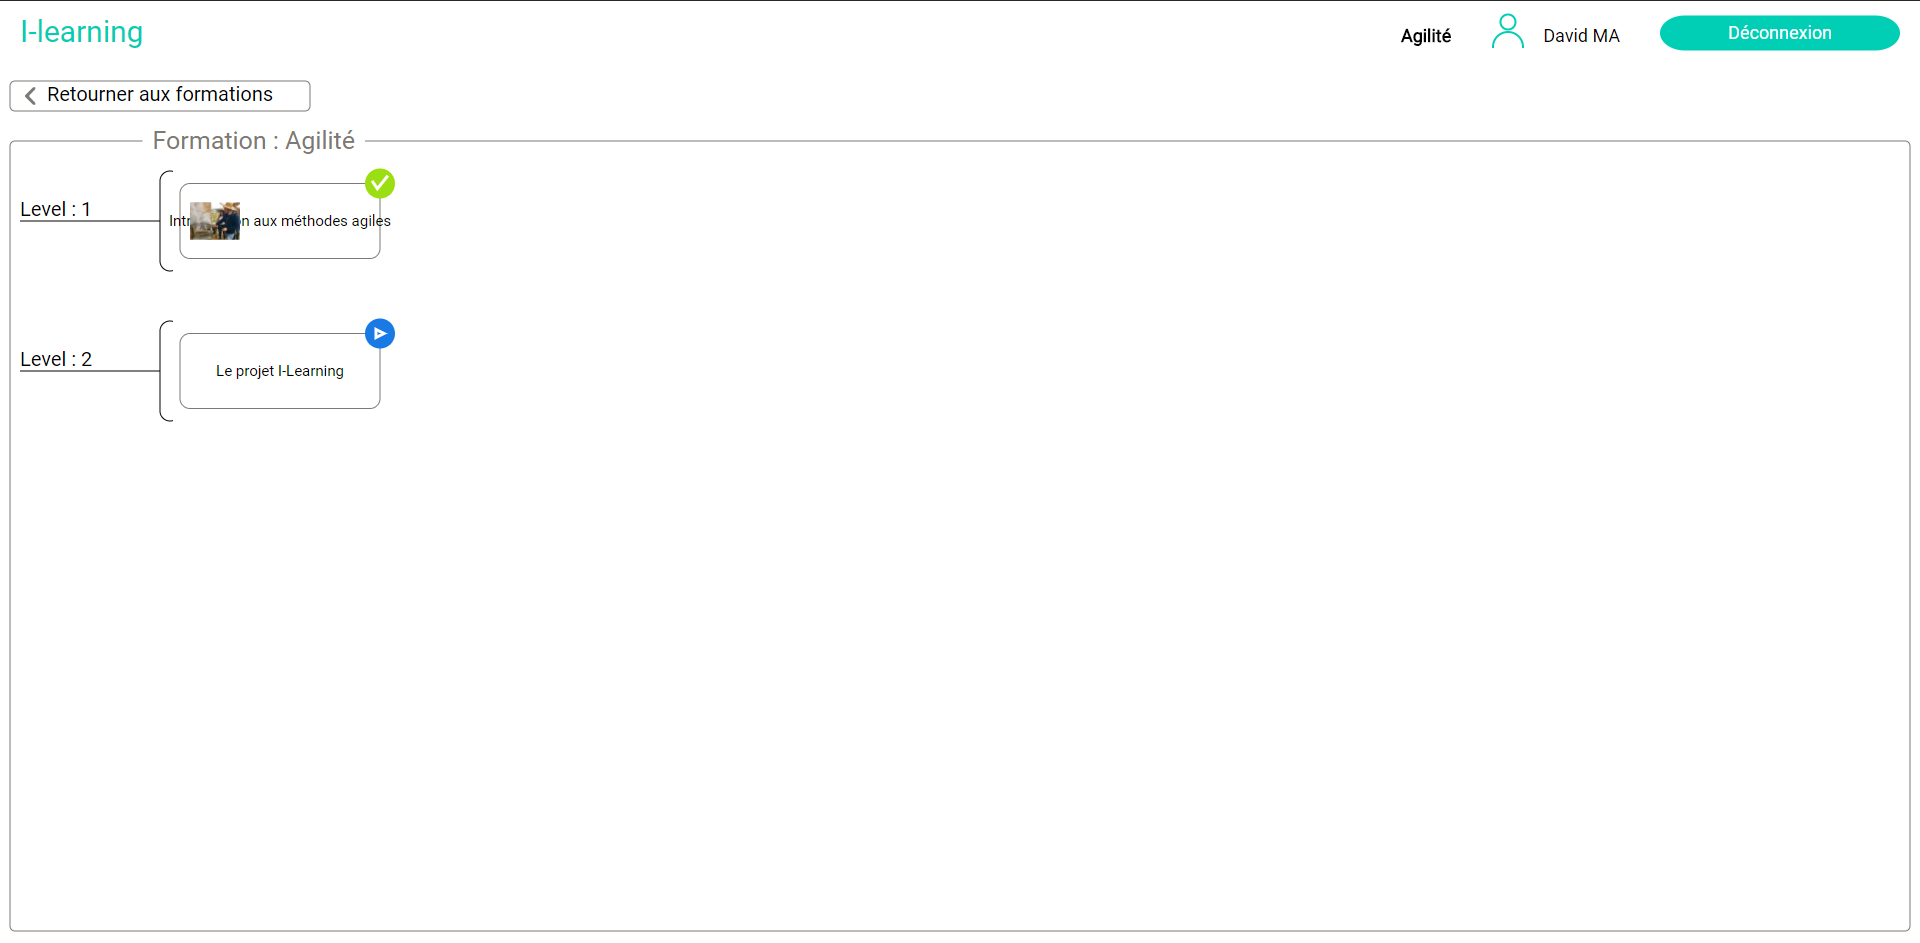 I-learning
Agilité
David MA
Déconnexion
Retourner aux formations
Formation : Agilité
Level : 1
aux méthodes agiles
Level : 2
Le projet I-Learning